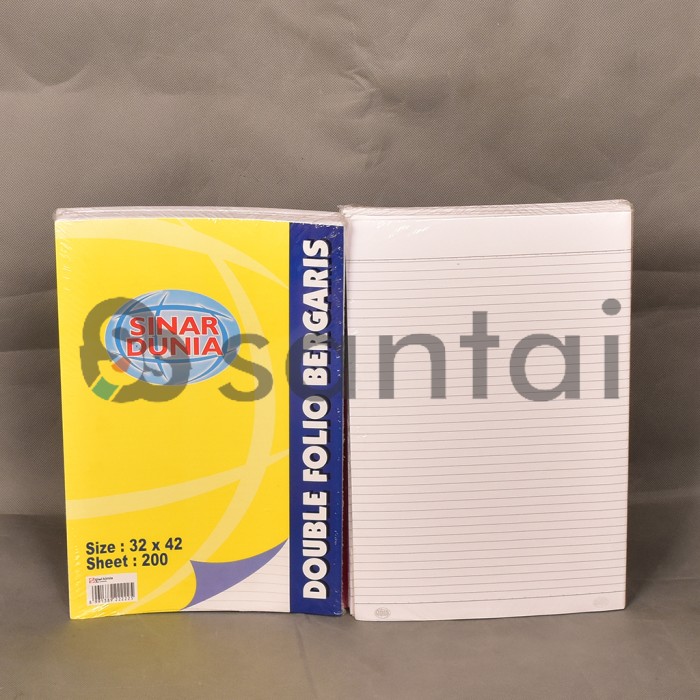 SINAR
DUNIA
DOUBLE FOLIO BERGARIS
santai
Size : 32 x 42
Sheet : 200